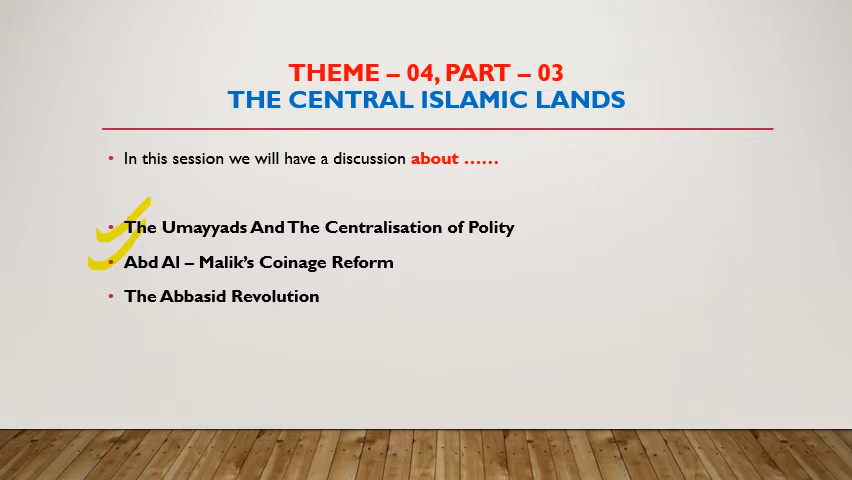 THEME – 04, PART – 03
THE CENTRAL ISLAMIC LANDS
• In this session we will have a discussion about ……
• The Umayyads And The Centralisation of Polity
• Abd Al – Malik’s Coinage Reform
• The Abbasid Revolution